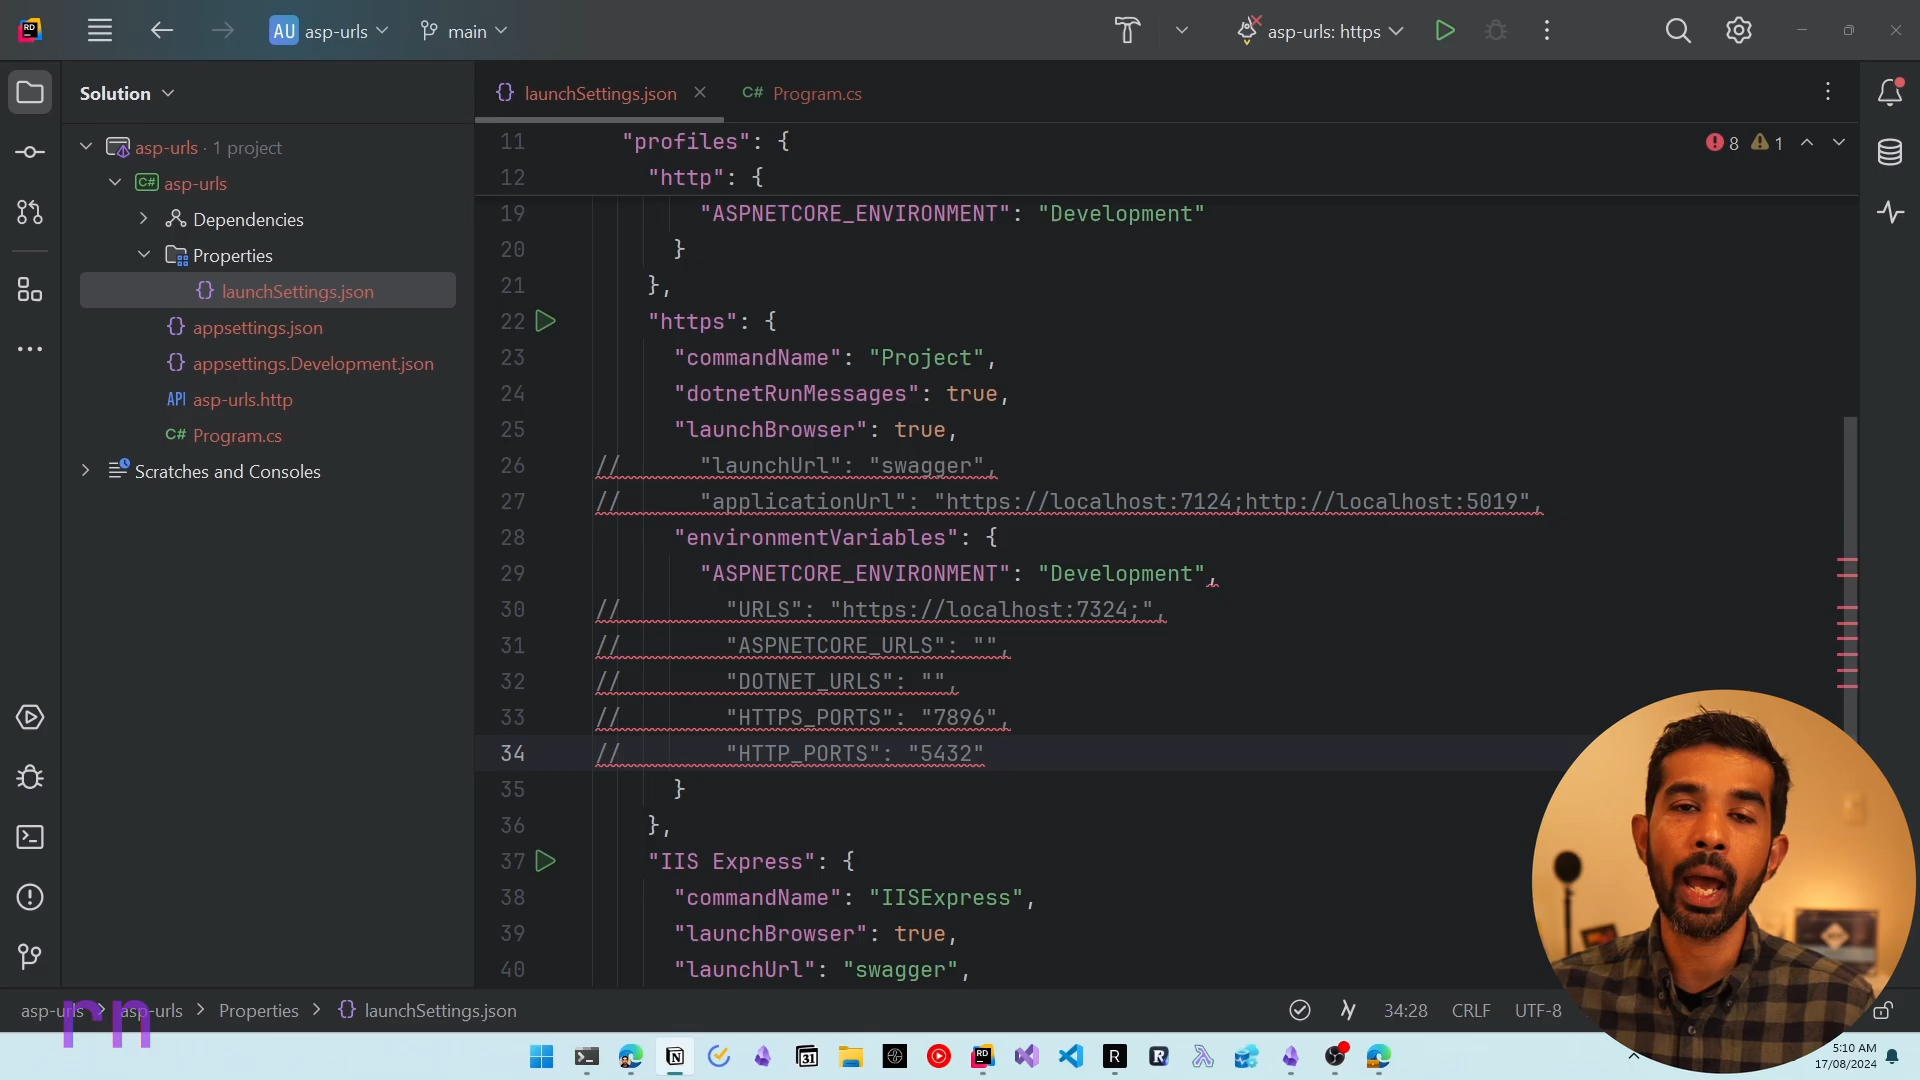 AU asp-urls
main
asp-urls: https
Solution
launchSettings.json
C# Program.cs
asp-urls · 1 project
C# asp-urls
Dependencies
Properties
{} launchSettings.json
{} appsettings.json
{} appsettings.Development.json
API asp-urls.http
C# Program.cs
Scratches and Consoles
8 1
11 "profiles": {
12 "http": {
19 "ASPNETCORE_ENVIRONMENT": "Development"
20 }
21 },
22 "https": {
23 "commandName": "Project",
24 "dotnetRunMessages": true,
25 "launchBrowser": true,
26 // "launchUrl": "swagger",
27 // "applicationUrl": "https://localhost:7124;http://localhost:5019",
28 "environmentVariables": {
29 "ASPNETCORE_ENVIRONMENT": "Development",
30 // "URLS": "https://localhost:7324;",
31 // "ASPNETCORE_URLS": "",
32 // "DOTNET_URLS": "",
33 // "HTTPS_PORTS": "7896",
34 // "HTTP_PORTS": "5432"
35 }
36 },
37 "IIS Express": {
38 "commandName": "IISExpress",
39 "launchBrowser": true,
40 "launchUrl": "swagger",
asp-urls > asp-urls > Properties > {} launchSettings.json
34:28 CRLF UTF-8
rn
5:10 AM
17/08/2024